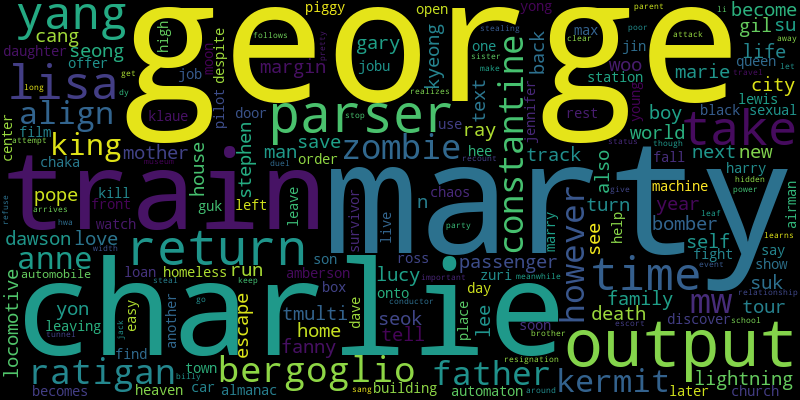 yang george piggy open yong parent li become
cang high despite follows gary one max poor clear attack away gil su
daughter seong moon jobu kyeong sister jin let
lisa offer job margin realizes text back stealing make woo marie life queen travel
long get dy klaue pilot door parser constantine jennifer rest station young city
align film stephen stop use ray boy status black lewis sexual take
center king house save zombie hee track world though next new
attempt mother man order also fall harry hidden airman
chaka train marty power
pope kill guk left leave survivor live chaos n turn machine
refuse arrives front watch museum duel recount give year leaf learns
hwa party however see help bomber
dawson love return marry self fight say
anne width son ross passenger time event show
automobile loan homeless run amberson lucy zuri important meanwhile family suk relationship
locomotive charlie box onto day place lee death mw discover tour
yon steal keep tmulti seok conductor soon school
leaving easy escape go home dave tell brother output
another jack fanny resignation escort
tunnel find town father kermit lightning
ratigan bergoglio building around later
becomes heaven billy car almanac sang automaton church